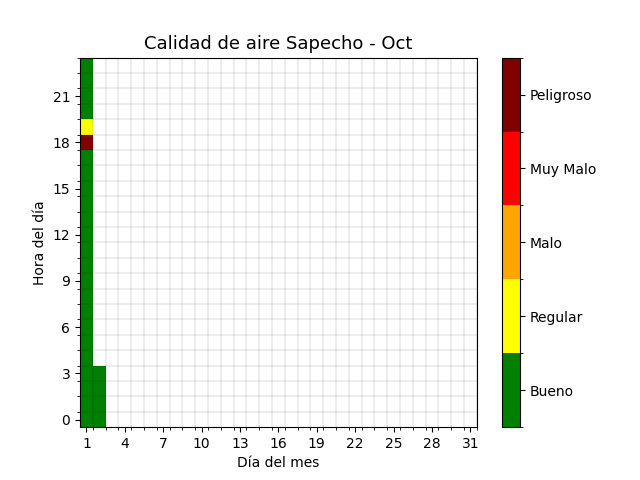 Calidad de aire Sapecho - Oct
Hora del día
21
18
15
12
9
6
3
0
1 4 7 10 13 16 19 22 25 28 31
Día del mes
Peligroso
Muy Malo
Malo
Regular
Bueno